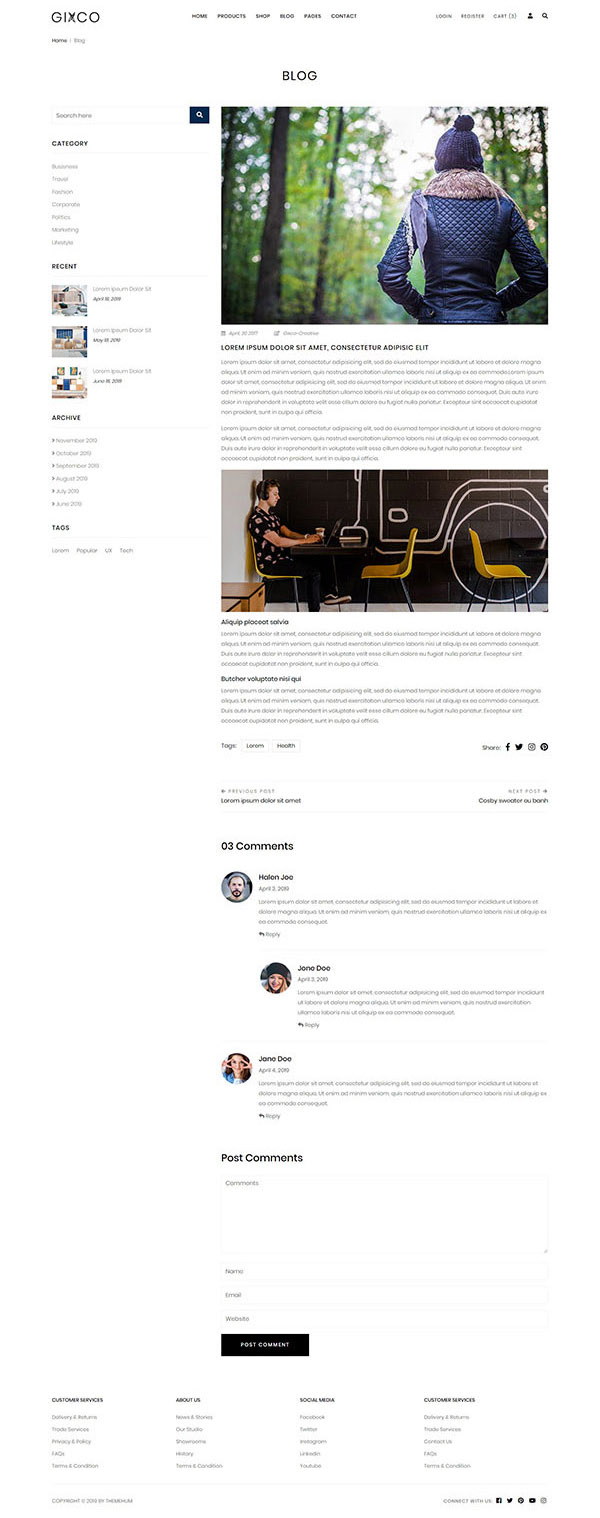 GIXCO
HOME PRODUCTS SHOP BLOG PAGES CONTACT
LOGIN REGISTER CART (3)
Home | Blog
BLOG
Search here
CATEGORY
Bussness
Travel
Fashion
Corporate
Politics
Marketing
Lifestyle
RECENT
Lorem Ipsum Dolor Sit
April 18, 2019
Lorem Ipsum Dolor Sit
May 18, 2019
Lorem Ipsum Dolor Sit
June 18, 2019
ARCHIVE
November 2019
October 2019
September 2019
August 2019
July 2019
June 2019
TAGS
Lorem Popular UX Tech
April, 30 2017 Gixco-Creative
LOREM IPSUM DOLOR SIT AMET, CONSECTETUR ADIPISIC ELIT
Lorem ipsum dolor sit amet, consectetur adipisicing elit, sed do eiusmod tempor incididunt ut labore et dolore magna
aliqua. Ut enim ad minim veniam, quis nostrud exercitation ullamco laboris nisi ut aliquip ex ea commodo consequat.
Lorem ipsum
dolor sit amet, consectetur adipisicing elit, sed do eiusmod tempor incididunt ut labore et dolore magna aliqua. Ut enim
Duis aute irure dolor in reprehenderit in voluptate velit esse cillum dolore eu fugiat nulla pariatur. Excepteur sint
occaecat cupidatat non proident, sunt in culpa qui officia.
Lorem ipsum dolor sit amet, consectetur adipisicing elit, sed do eiusmod tempor incididunt ut labore et dolore magna
aliqua. Ut enim ad minim veniam, quis nostrud exercitation ullamco laboris nisi ut aliquip ex ea commodo consequat.
Duis aute irure dolor in reprehenderit in voluptate velit esse cillum dolore eu fugiat nulla pariatur. Excepteur sint
occaecat cupidatat non proident, sunt in culpa qui officia.
Aliquip placeat salvia
Lorem ipsum dolor sit amet, consectetur adipisicing elit, sed do eiusmod tempor incididunt ut labore et dolore magna
aliqua. Ut enim ad minim veniam, quis nostrud exercitation ullamco laboris nisi ut aliquip ex ea commodo consequat.
Duis aute irure dolor in reprehenderit in voluptate velit esse cillum dolore eu fugiat nulla pariatur. Excepteur sint
occaecat cupidatat non proident, sunt in culpa qui officia.
Butcher voluptate nisi qui
Lorem ipsum dolor sit amet, consectetur adipisicing elit, sed do eiusmod tempor incididunt ut labore et dolore magna
aliqua. Ut enim ad minim veniam, quis nostrud exercitation ullamco laboris nisi ut aliquip ex ea commodo consequat.
Duis aute irure dolor in reprehenderit in voluptate velit esse cillum dolore eu fugiat nulla pariatur. Excepteur sint
occaecat cupidatat non proident, sunt in culpa qui officia.
Tags: Lorem Health Share:
PREVIOUS POST
Lorem ipsum dolor sit amet
NEXT POST
Cosby sweater eu banh
03 Comments
Halen Joe
April 2, 2019
Lorem ipsum dolor sit amet, consectetur adipisicing elit, sed do eiusmod tempor incididunt ut labore et
dolore magna aliqua. Ut enim ad minim veniam, quis nostrud exercitation ullamco laboris nisi ut aliquip ex
ea commodo consequat.
Reply
Jone Doe
April 2, 2019
Lorem ipsum dolor sit amet, consectetur adipisicing elit, sed do eiusmod tempor incididunt
ut labore et dolore magna aliqua. Ut enim ad minim veniam, quis nostrud exercitation
ullamco laboris nisi ut aliquip ex ea commodo consequat.
Reply
Jane Doe
April 4, 2019
Lorem ipsum dolor sit amet, consectetur adipisicing elit, sed do eiusmod tempor incididunt ut labore et
dolore magna aliqua. Ut enim ad minim veniam, quis nostrud exercitation ullamco laboris nisi ut aliquip ex
ea commodo consequat.
Reply
Post Comments
Comments
Name
Email
Website
POST COMMENT
CUSTOMER SERVICES
Delivery & Returns
Trade Services
Privacy & Policy
FAQs
Terms & Condition
ABOUT US
News & Stories
Our Studio
Showrooms
History
Terms & Condition
SOCIAL MEDIA
Facebook
Twitter
Instagram
Linkedin
Youtube
CUSTOMER SERVICES
Delivery & Returns
Trade Services
Contact Us
FAQs
Terms & Condition
COPYRIGHT © 2019 BY THEMEHUM
CONNECT WITH US: